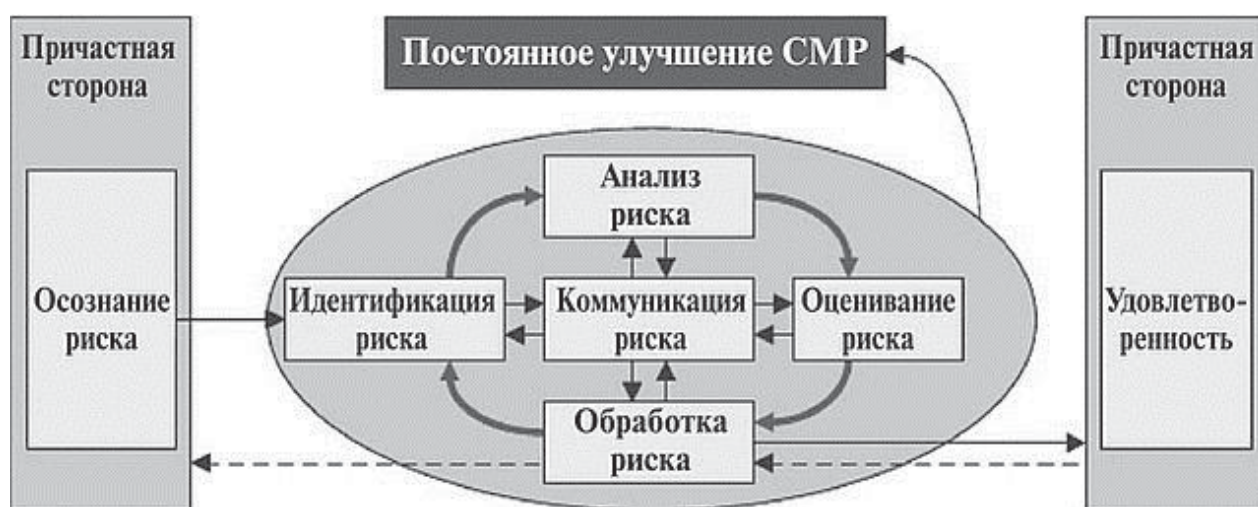 Причастная
сторона
Осознание
риска
Постоянное улучшение СМР
Анализ
риска
Идентификация
риска
Коммуникация
риска
Оценивание
риска
Обработка
риска
Причастная
сторона
Удовлетво-
ренность